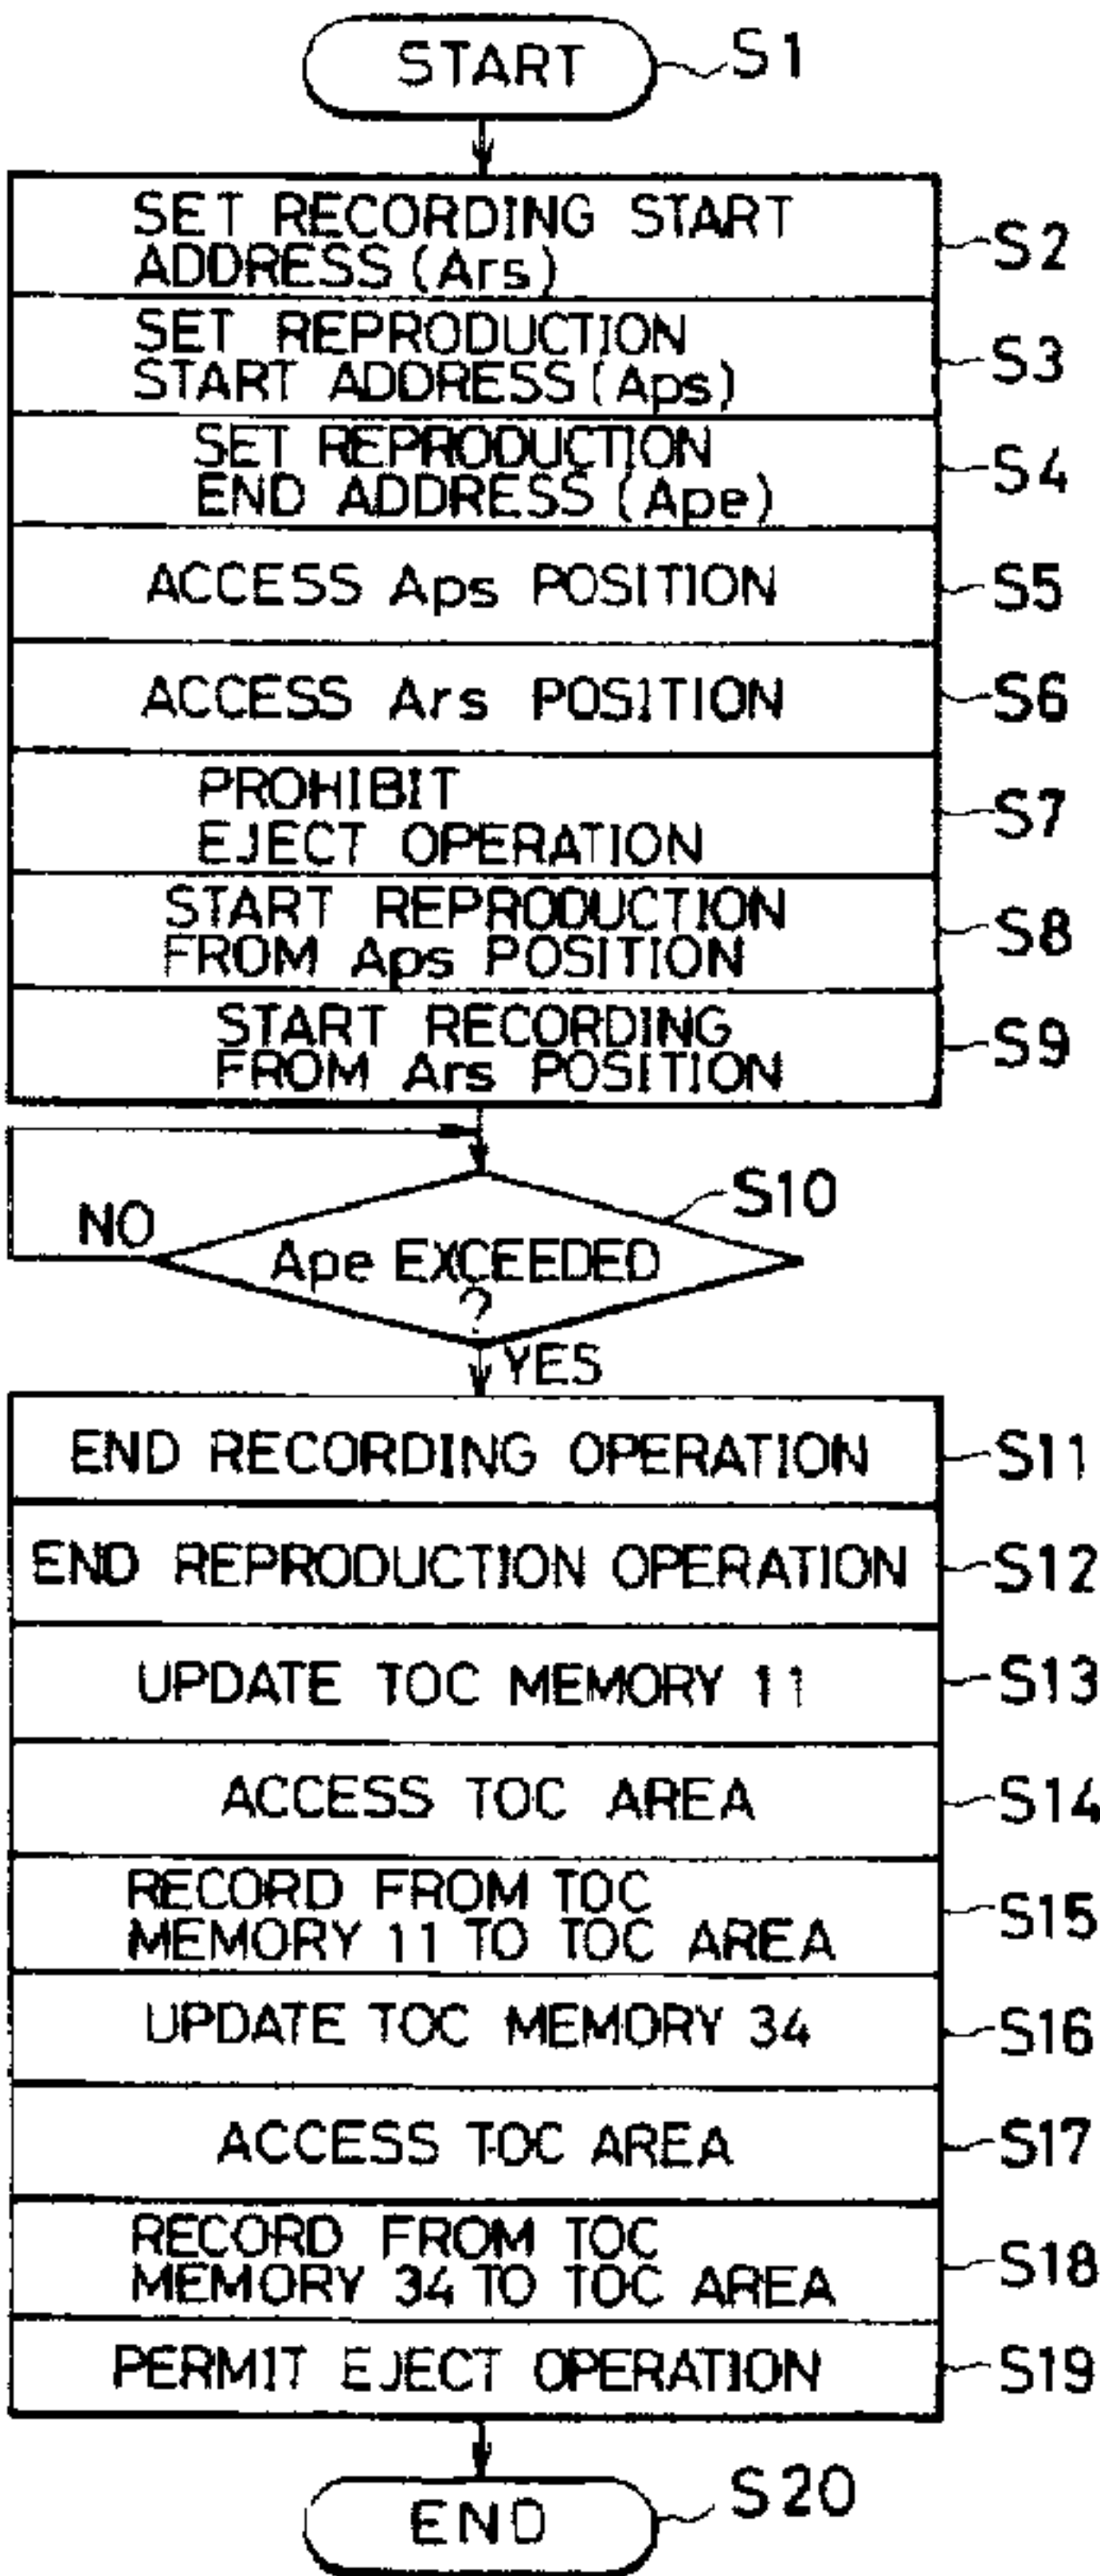 START S1
SET RECORDING START
ADDRESS (Ars) S2
SET REPRODUCTION
START ADDRESS (Aps) S3
SET REPRODUCTION
END ADDRESS (Ape) S4
ACCESS Aps POSITION S5
ACCESS Ars POSITION S6
PROHIBIT
EJECT OPERATION S7
START REPRODUCTION
FROM Aps POSITION S8
START RECORDING
FROM Ars POSITION S9
S10
NO
Ape EXCEEDED
?
YES
END RECORDING OPERATION S11
END REPRODUCTION OPERATION S12
UPDATE TOC MEMORY 11 S13
ACCESS TOC AREA S14
RECORD FROM TOC
MEMORY 11 TO TOC AREA S15
UPDATE TOC MEMORY 34 S16
ACCESS TOC AREA S17
RECORD FROM TOC
MEMORY 34 TO TOC AREA S18
PERMIT EJECT OPERATION S19
END S20